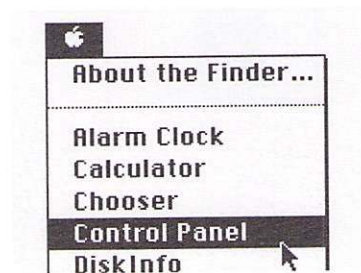 About the Finder...
Alarm Clock
Calculator
Chooser
Control Panel
DiskInfo